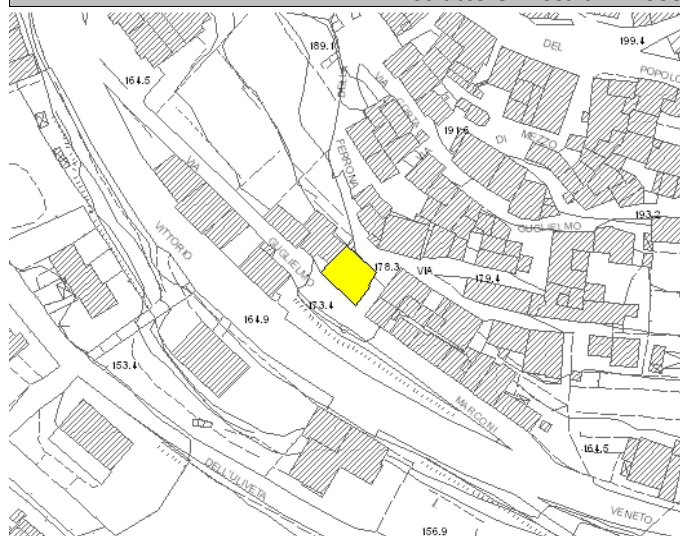 199.4
DEL
POPOLO
189.1
164.5
VIA
COSTA
191.6
DI MEZZO
FERRONA
VIA
193.2
GUGLIELMO
VITTORIO
GUGLIELMO
178.3
VIA
179.4
173.4
164.9
153.4
MARCONI
164.5
DELL'ULIVETA
VENETO
156.9